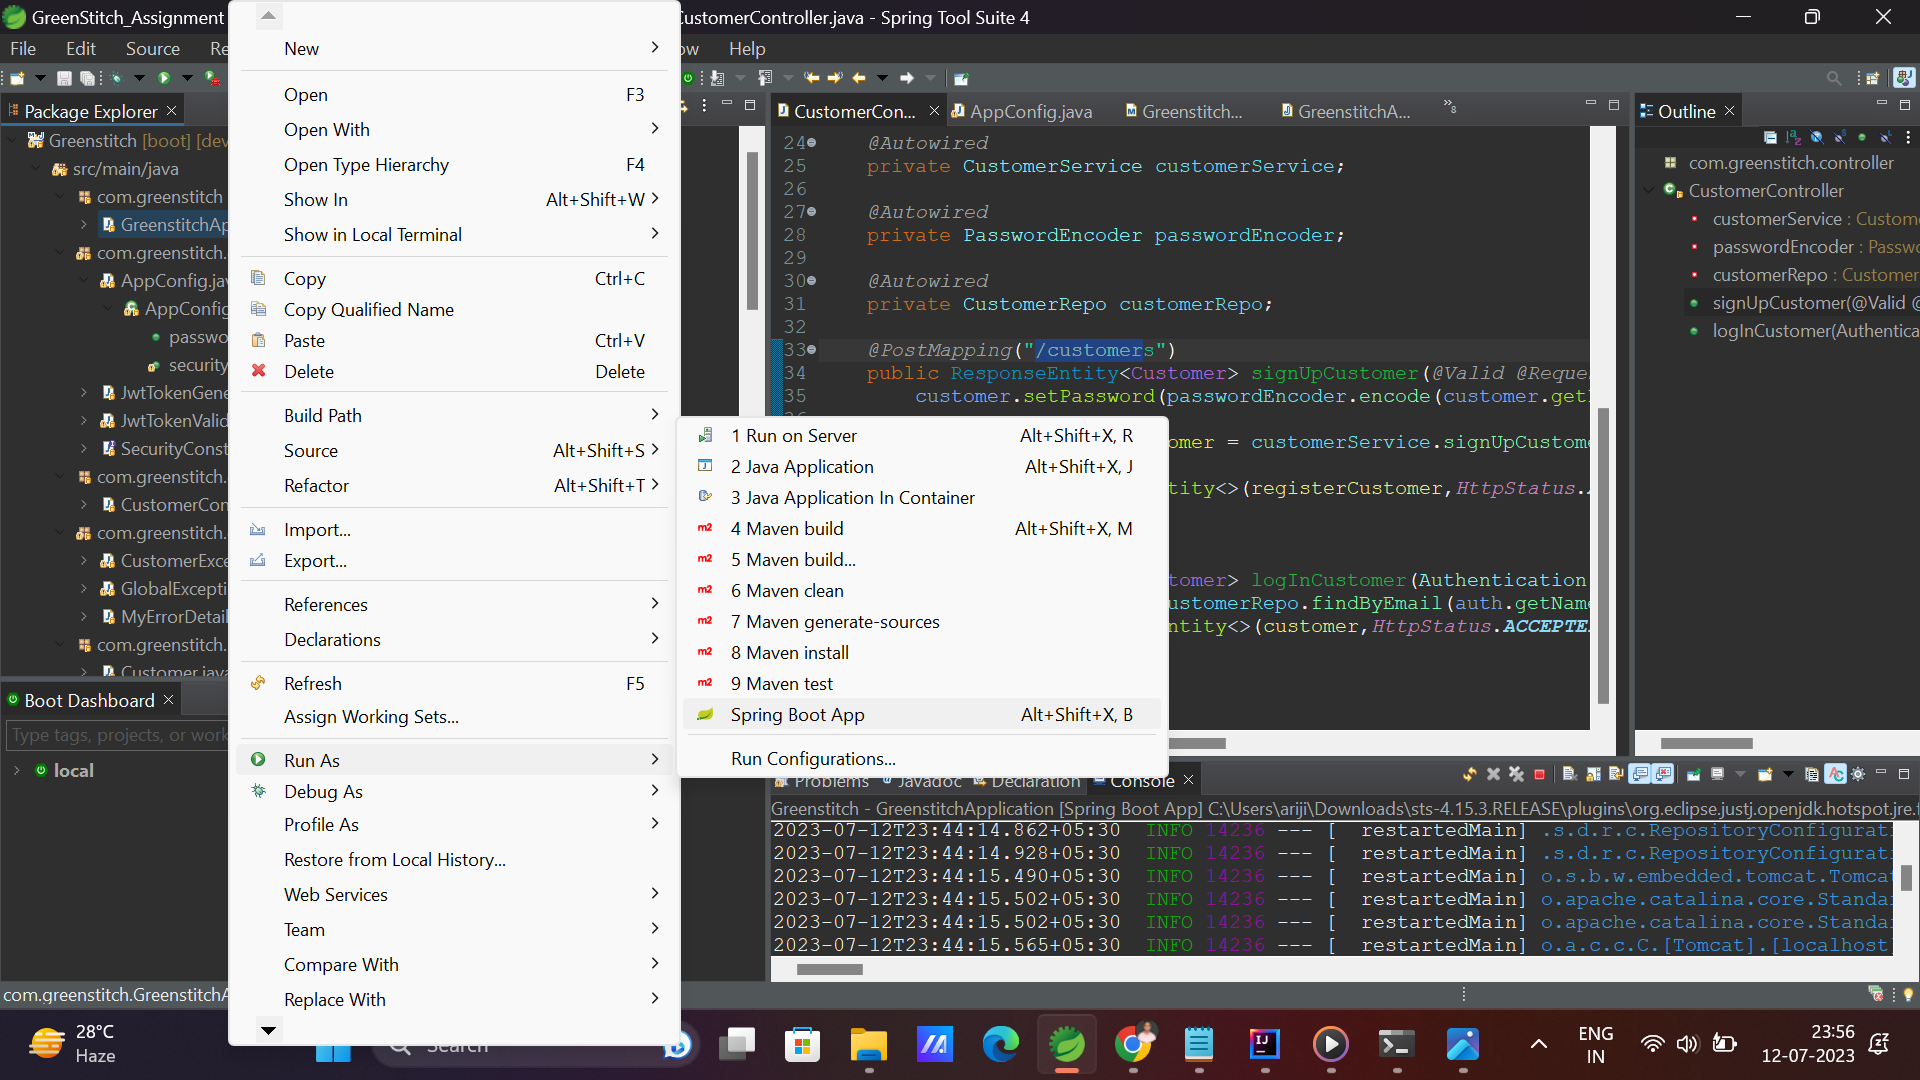 GreenStitch_Assignment
CustomerController.java - Spring Tool Suite 4
File Edit Source Re
ow Help
Package Explorer
Greenstitch [boot] [dev
src/main/java
com.greenstitch
GreenstitchAp
com.greenstitch.
AppConfig.jav
AppConfig
passwo
security
JwtTokenGene
JwtTokenValid
SecurityConst
com.greenstitch.
CustomerCon
com.greenstitch.
CustomerExce
GlobalExcepti
MyErrorDetail
com.greenstitch.
Customer.java
Boot Dashboard
Type tags, projects, or work
local
com.greenstitch.GreenstitchA
New
Open F3
Open With
Open Type Hierarchy F4
Show In Alt+Shift+W
Show in Local Terminal
Copy Ctrl+C
Copy Qualified Name
Paste Ctrl+V
Delete Delete
Build Path
Source Alt+Shift+S
Refactor Alt+Shift+T
Import...
Export...
References
Declarations
Refresh F5
Assign Working Sets...
Run As
Debug As
Profile As
Restore from Local History...
Web Services
Team
Compare With
Replace With
1 Run on Server Alt+Shift+X, R
2 Java Application Alt+Shift+X, J
3 Java Application In Container
4 Maven build Alt+Shift+X, M
5 Maven build...
6 Maven clean
7 Maven generate-sources
8 Maven install
9 Maven test
Spring Boot App Alt+Shift+X, B
Run Configurations...
CustomerCon... AppConfig.java Greenstitch... GreenstitchA... »8
24 @Autowired
25 private CustomerService customerService;
26
27 @Autowired
28 private PasswordEncoder passwordEncoder;
29
30 @Autowired
31 private CustomerRepo customerRepo;
32
33 @PostMapping("/customers")
34 public ResponseEntity<Customer> signUpCustomer(@Valid @Reque
35 customer.setPassword(passwordEncoder.encode(customer.get
omer = customerService.signUpCustome
tity<>(registerCustomer,HttpStatus.
tomer> logInCustomer(Authentication
ustomerRepo.findByEmail(auth.getName
ntity<>(customer,HttpStatus.ACCEPTE
Outline
com.greenstitch.controller
CustomerController
customerService : Custom
passwordEncoder : Passw
customerRepo : Customer
signUpCustomer(@Valid @
logInCustomer(Authentica
Problems Javadoc Declaration Console
Greenstitch - GreenstitchApplication [Spring Boot App] C:\Users\ariji\Downloads\sts-4.15.3.RELEASE\plugins\org.eclipse.justj.openjdk.hotspot.jre.
2023-07-12T23:44:14.862+05:30 INFO 14236 --- [ restartedMain] .s.d.r.c.RepositoryConfigurati
2023-07-12T23:44:14.928+05:30 INFO 14236 --- [ restartedMain] .s.d.r.c.RepositoryConfigurati
2023-07-12T23:44:15.490+05:30 INFO 14236 --- [ restartedMain] o.s.b.w.embedded.tomcat.Tomca
2023-07-12T23:44:15.502+05:30 INFO 14236 --- [ restartedMain] o.apache.catalina.core.Standa
2023-07-12T23:44:15.502+05:30 INFO 14236 --- [ restartedMain] o.apache.catalina.core.Standa
2023-07-12T23:44:15.565+05:30 INFO 14236 --- [ restartedMain] o.a.c.c.C.[Tomcat].[localhost
28°C
Haze
Search
ENG
IN
23:56
12-07-2023